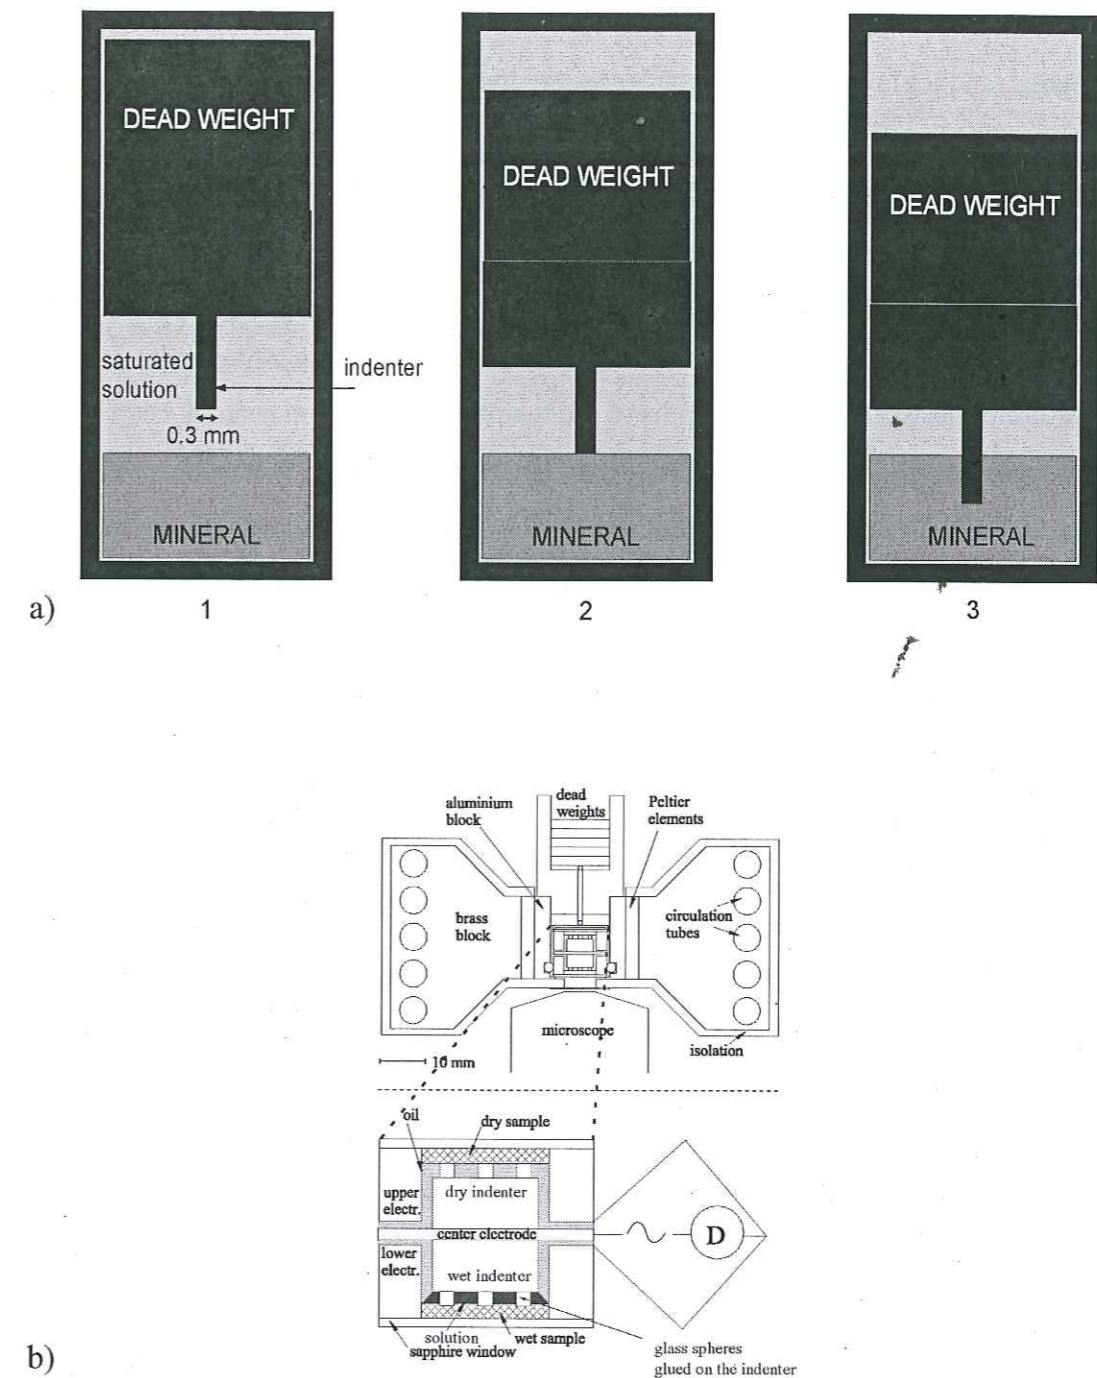 DEAD WEIGHT
DEAD WEIGHT
DEAD WEIGHT
saturated
solution
indenter
0.3 mm
MINERAL
MINERAL
MINERAL
a)
1
2
3
dead
weights
aluminium
block
Peltier
elements
brass
block
circulation
tubes
microscope
isolation
10 mm
oil
dry sample
upper
electr.
dry indenter
center electrode
D
lower
electr.
wet indenter
solution
wet sample
sapphire window
glass spheres
glued on the indenter
b)